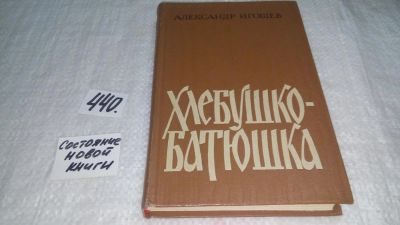 АЛЕКСАНДР ИГОШЕВ
ХЛЕБУШКО-
БАТЮШКА
440.
СОСТОЯНИЕ
НОВОЙ
КНИГИ